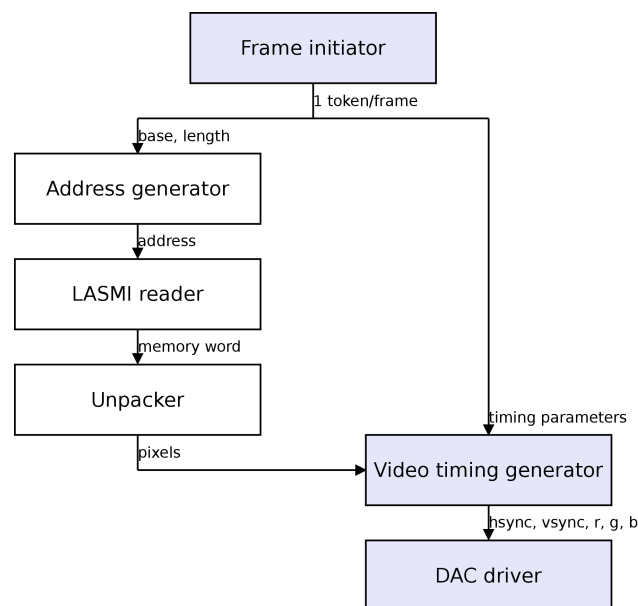 Frame initiator
1 token/frame
base, length
Address generator
address
LASMI reader
memory word
Unpacker
timing parameters
pixels
Video timing generator
hsync, vsync, r, g, b
DAC driver